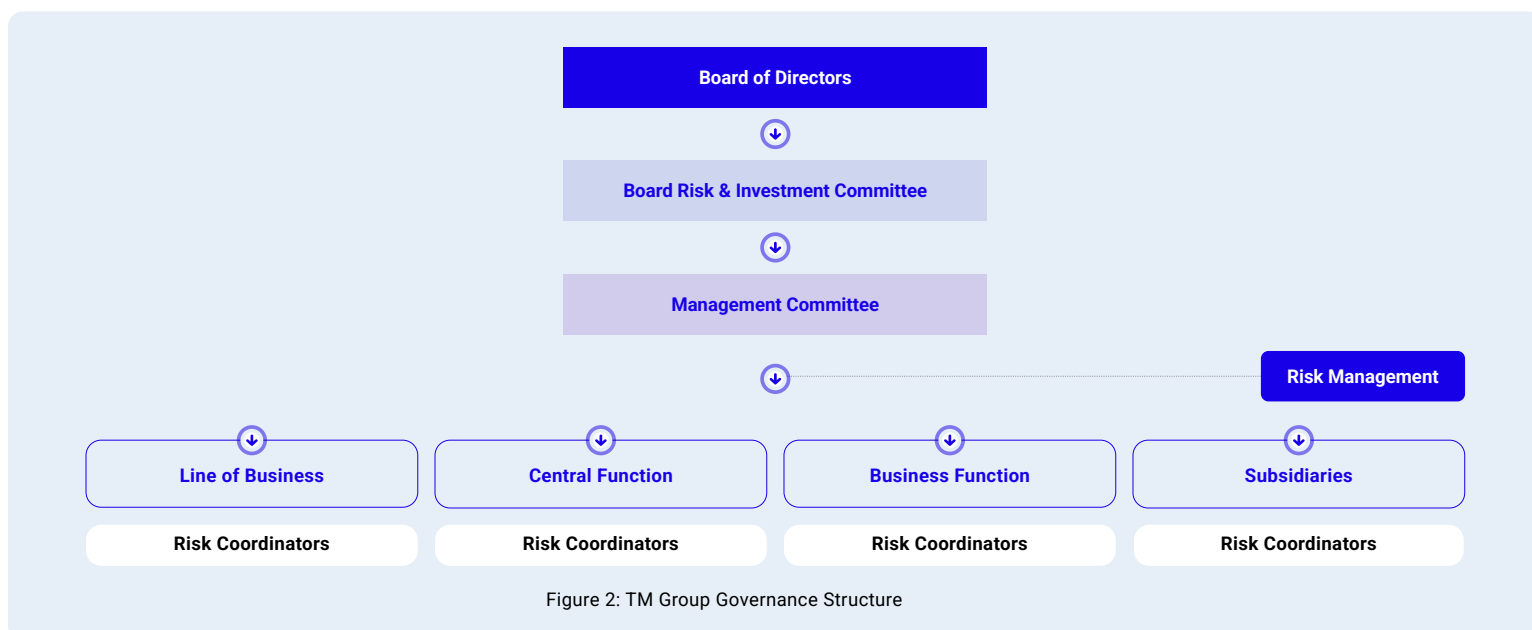 Board of Directors
Board Risk & Investment Committee
Management Committee
Risk Management
Line of Business
Central Function
Business Function
Subsidiaries
Risk Coordinators
Risk Coordinators
Risk Coordinators
Risk Coordinators
Figure 2: TM Group Governance Structure